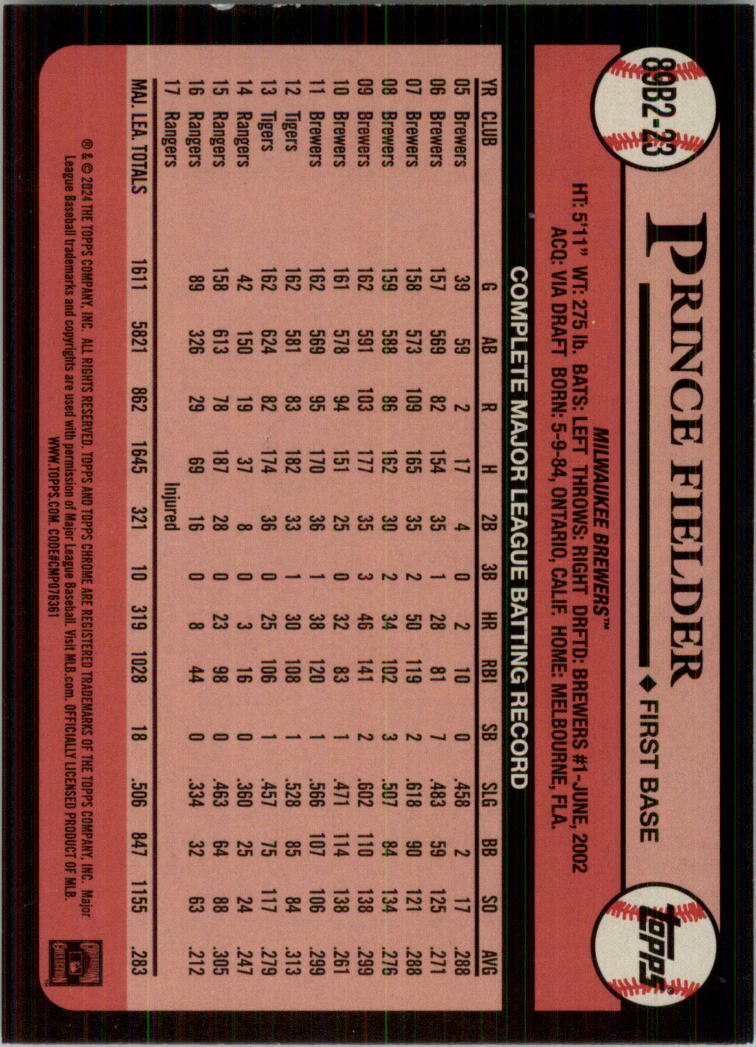 89B2-23
PRINCE FIELDER ♦ FIRST BASE
topps®
MILWAUKEE BREWERS™
HT: 5'11" WT: 275 lb. BATS: LEFT THROWS: RIGHT DRFTD: BREWERS #1-JUNE, 2002
ACQ: VIA DRAFT BORN: 5-9-84, ONTARIO, CALIF. HOME: MELBOURNE, FLA.
COMPLETE MAJOR LEAGUE BATTING RECORD
YR CLUB G AB R H 2B 3B HR RBI SB SLG BB SO AVG
05 Brewers 39 59 2 17 4 0 2 10 0 .458 2 17 .288
06 Brewers 157 569 82 154 35 1 28 81 7 .483 59 125 .271
07 Brewers 158 573 109 165 35 2 50 119 2 .618 90 121 .288
08 Brewers 159 588 86 162 30 2 34 102 3 .507 84 134 .276
09 Brewers 162 591 103 177 35 3 46 141 2 .602 110 138 .299
10 Brewers 161 578 94 151 25 0 32 83 1 .471 114 138 .261
11 Brewers 162 569 95 170 36 1 38 120 1 .566 107 106 .299
12 Tigers 162 581 83 182 33 1 30 108 1 .528 85 84 .313
13 Tigers 162 624 82 174 36 0 25 106 1 .457 75 117 .279
14 Rangers 42 150 19 37 8 0 3 16 0 .360 25 24 .247
15 Rangers 158 613 78 187 28 0 23 98 0 .463 64 88 .305
16 Rangers 89 326 29 69 16 0 8 44 0 .334 32 63 .212
17 Rangers Injured
MAJ. LEA. TOTALS 1611 5821 862 1645 321 10 319 1028 18 .506 847 1155 .283
® & © 2024 THE TOPPS COMPANY, INC. ALL RIGHTS RESERVED. TOPPS AND TOPPS CHROME ARE REGISTERED TRADEMARKS OF THE TOPPS COMPANY, INC. Major
League Baseball trademarks and copyrights are used with permission of Major League Baseball. Visit MLB.com. OFFICIALLY LICENSED PRODUCT OF MLB.
WWW.TOPPS.COM. CODE#CMP076361
COOPERSTOWN
COLLECTION